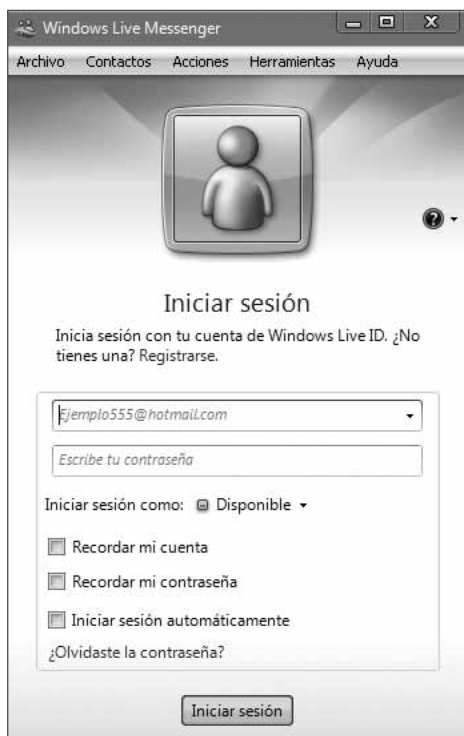 Windows Live Messenger
Archivo Contactos Acciones Herramientas Ayuda
?
Iniciar sesión
Inicia sesión con tu cuenta de Windows Live ID. ¿No
tienes una? Registrarse.
Ejemplo555@hotmail.com
Escribe tu contraseña
Iniciar sesión como: Disponible
Recordar mi cuenta
Recordar mi contraseña
Iniciar sesión automáticamente
¿Olvidaste la contraseña?
Iniciar sesión